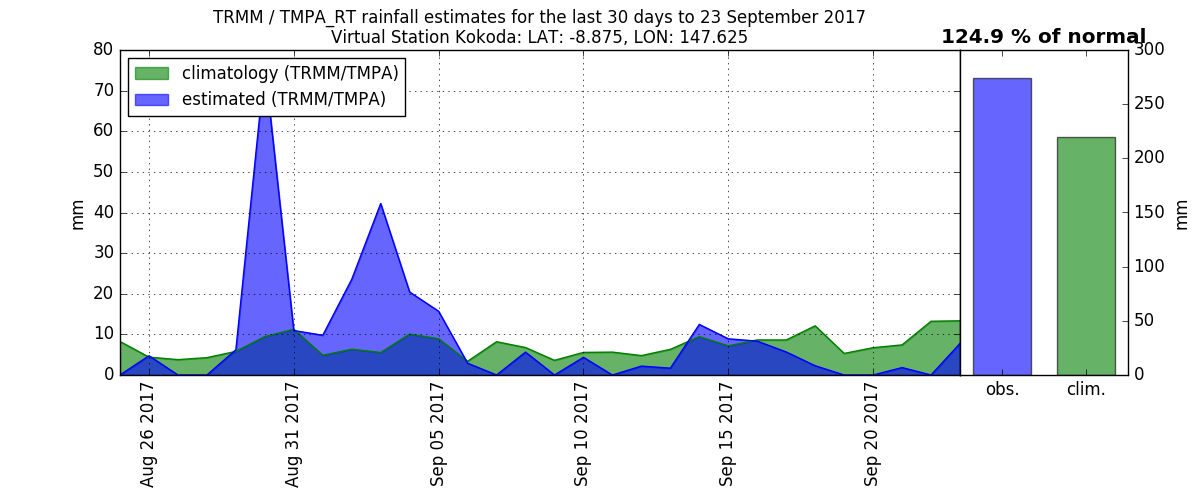 TRMM / TMPA_RT rainfall estimates for the last 30 days to 23 September 2017
Virtual Station Kokoda: LAT: -8.875, LON: 147.625
124.9 % of normal
climatology (TRMM/TMPA)
estimated (TRMM/TMPA)
80
70
60
50
40
30
20
10
0
mm
Aug 26 2017
Aug 31 2017
Sep 05 2017
Sep 10 2017
Sep 15 2017
Sep 20 2017
obs.
clim.
300
250
200
150
100
50
0
mm